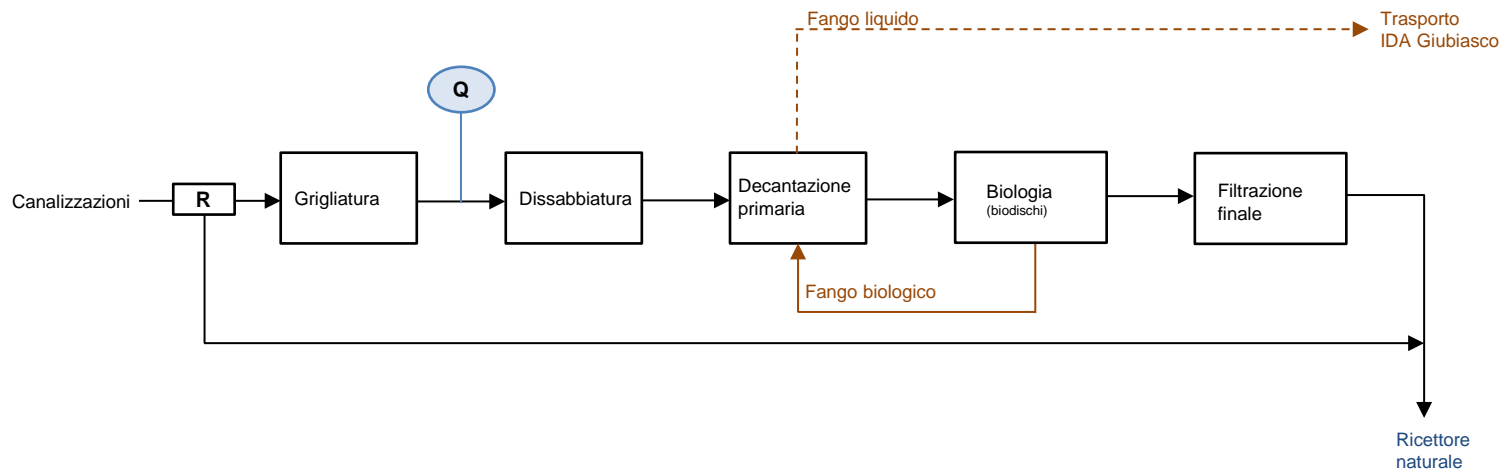 Fango liquido
Trasporto
IDA Giubiasco
Q
Canalizzazioni
R
Grigliatura
Dissabbiatura
Decantazione
primaria
Biologia
(biodischi)
Filtrazione
finale
Fango biologico
Ricettore
naturale